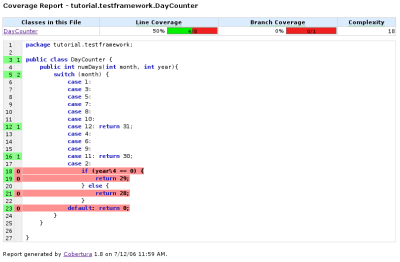 Coverage Report - tutorial.testframework.DayCounter
Classes in this File Line Coverage Branch Coverage Complexity
DayCounter 50% 4/8 0% 0/1 18
1 package tutorial.testframework;
2
3 1 public class DayCounter {
4 public int numDays(int month, int year){
5 2 switch (month) {
6 case 1:
7 case 3:
8 case 5:
9 case 7:
10 case 8:
11 case 10:
12 1 case 12: return 31;
13 case 4:
14 case 6:
15 case 9:
16 1 case 11: return 30;
17 case 2:
18 0 if (year%4 == 0) {
19 0 return 29;
20 } else {
21 0 return 28;
22 }
23 0 default: return 0;
24 }
25 }
26
27 }
Report generated by Cobertura 1.8 on 7/12/06 11:59 AM.